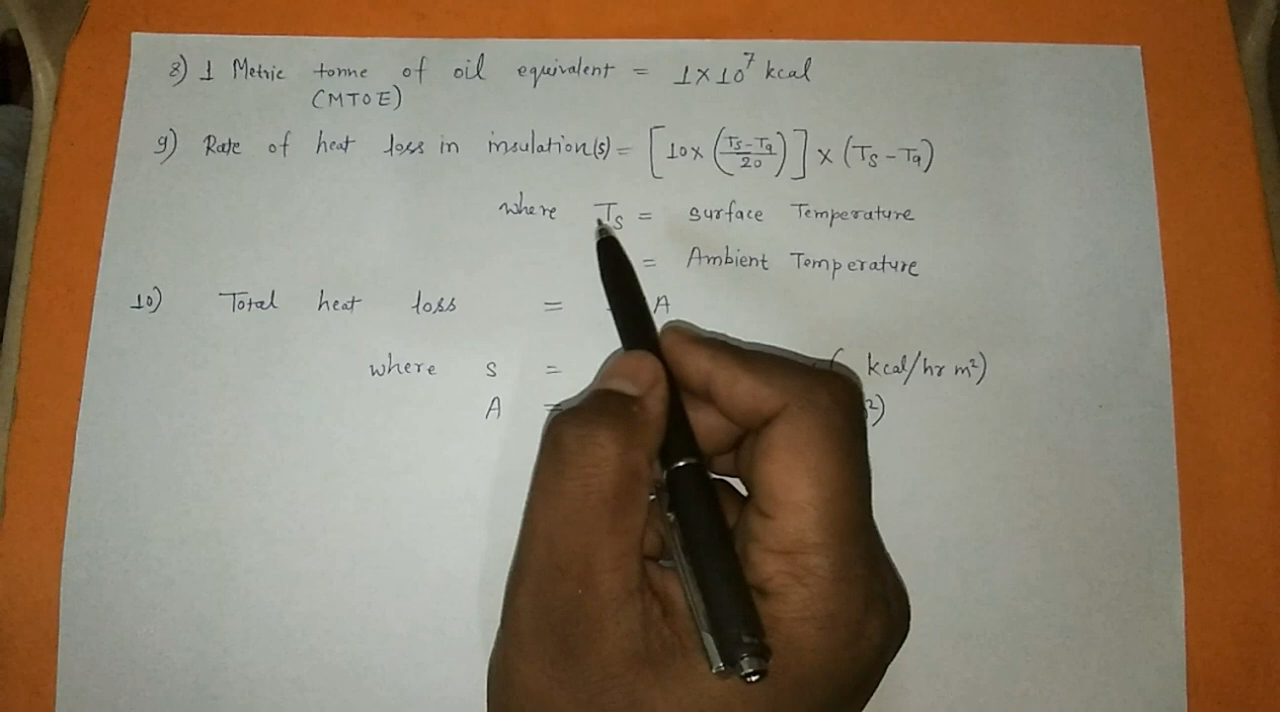 8) 1 Metric tonne of oil equivalent = 1×10⁷ kcal
(MTOE)
9) Rate of heat loss in insulation(s) = [10×(Ts-Ta/20)] × (Ts-Ta)
where Ts = surface Temperature
= Ambient Temperature
10) Total heat loss = A
where s = ( kcal/hr m²)
A = ²)